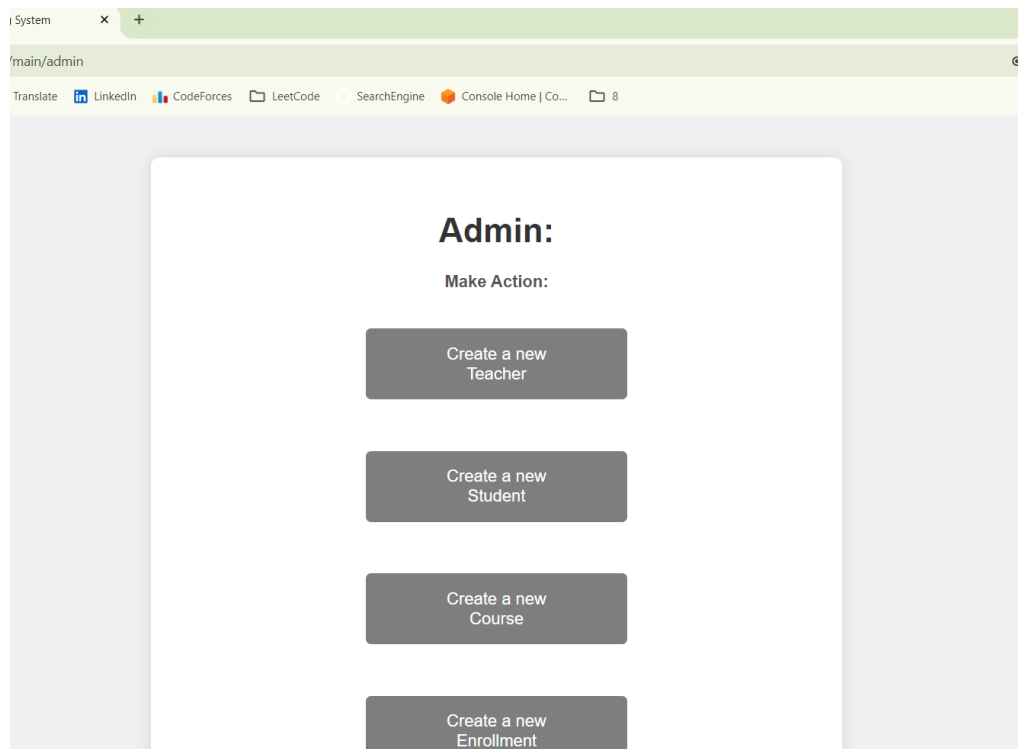 System
/main/admin
Translate LinkedIn CodeForces LeetCode SearchEngine Console Home | Co... 8
Admin:
Make Action:
Create a new
Teacher
Create a new
Student
Create a new
Course
Create a new
Enrollment